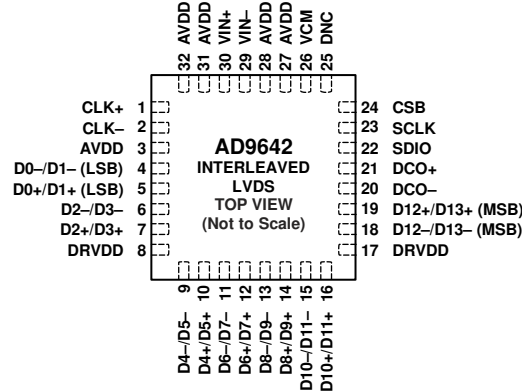 32 AVDD
31 AVDD
30 VIN+
29 VIN–
28 AVDD
27 AVDD
26 VCM
25 DNC
CLK+ 1
CLK– 2
AVDD 3
D0–/D1– (LSB) 4
D0+/D1+ (LSB) 5
D2–/D3– 6
D2+/D3+ 7
DRVDD 8
AD9642
INTERLEAVED
LVDS
TOP VIEW
(Not to Scale)
24 CSB
23 SCLK
22 SDIO
21 DCO+
20 DCO–
19 D12+/D13+ (MSB)
18 D12–/D13– (MSB)
17 DRVDD
D4–/D5– 9
D4+/D5+ 10
D6–/D7– 11
D6+/D7+ 12
D8–/D9– 13
D8+/D9+ 14
D10–/D11– 15
D10+/D11+ 16